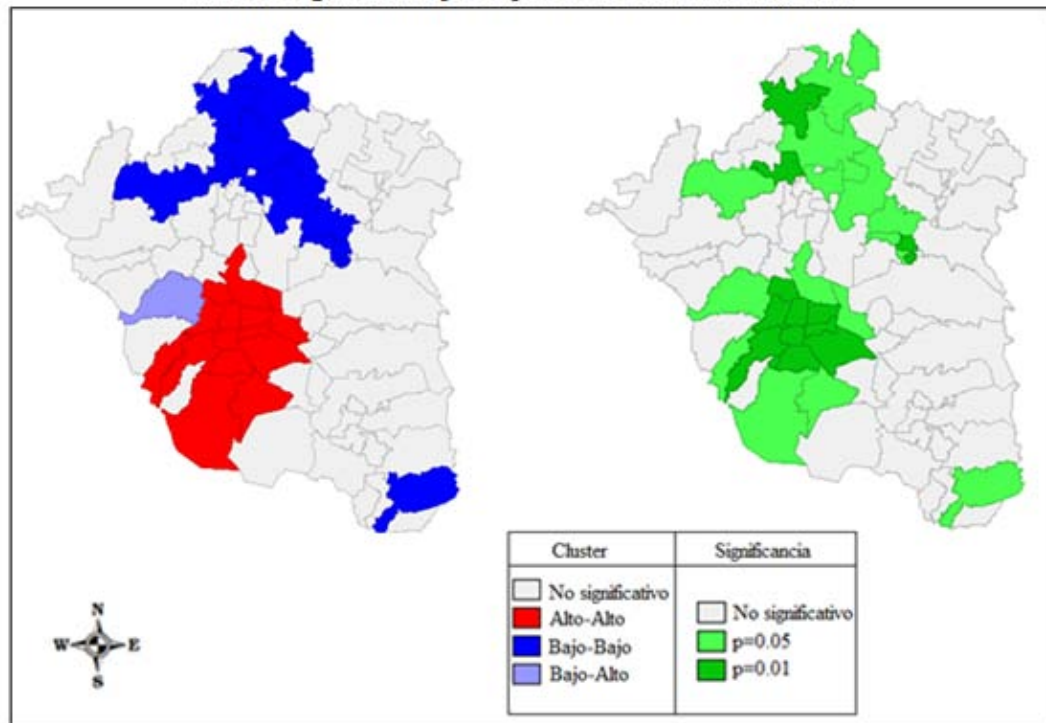 Cluster
Significancia
No significativo
Alto-Alto
Bajo-Bajo
Bajo-Alto
No significativo
p=0.05
p=0.01
N
W E
S